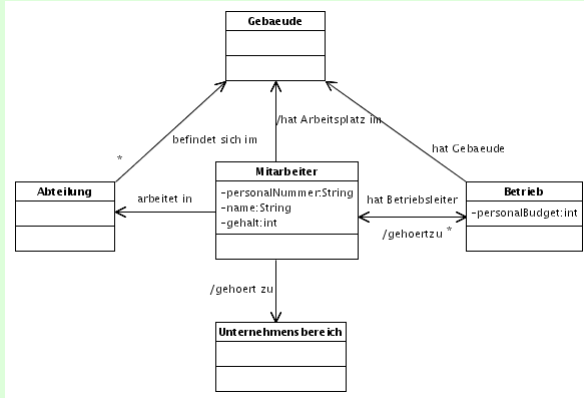 Gebaeude
/hat Arbeitsplatz im
befindet sich im
hat Gebaeude
*
Mitarbeiter
-personalNummer:String
-name:String
-gehalt:int
Abteilung
arbeitet in
hat Betriebsleiter
/gehoertzu *
Betrieb
-personalBudget:int
/gehoert zu
Unternehmensbereich